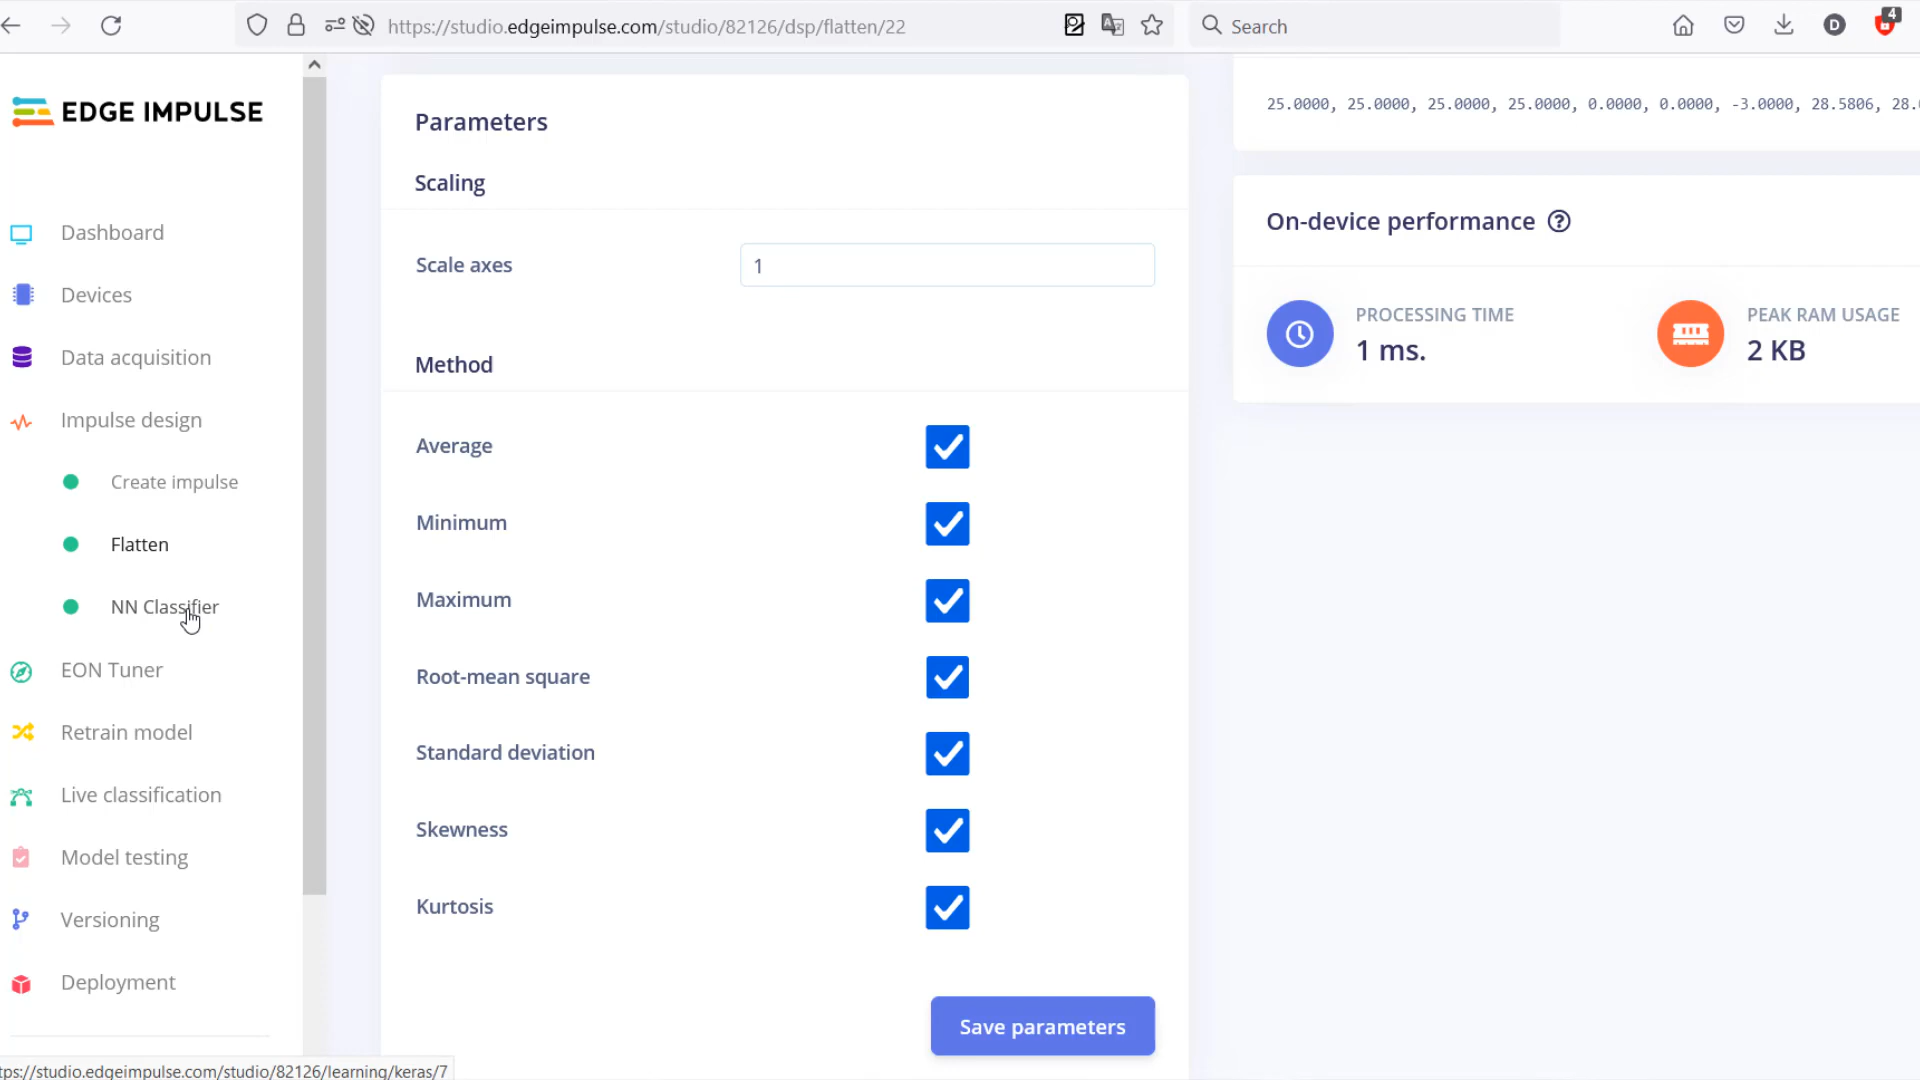 https://studio.edgeimpulse.com/studio/82126/dsp/flatten/22
Search
D
4
EDGE IMPULSE
Dashboard
Devices
Data acquisition
Impulse design
Create impulse
Flatten
NN Classifier
EON Tuner
Retrain model
Live classification
Model testing
Versioning
Deployment
tps://studio.edgeimpulse.com/studio/82126/learning/keras/7
Parameters
Scaling
Scale axes
1
Method
Average
Minimum
Maximum
Root-mean square
Standard deviation
Skewness
Kurtosis
Save parameters
25.0000, 25.0000, 25.0000, 25.0000, 0.0000, 0.0000, -3.0000, 28.5806, 28.
On-device performance ?
PROCESSING TIME
1 ms.
PEAK RAM USAGE
2 KB